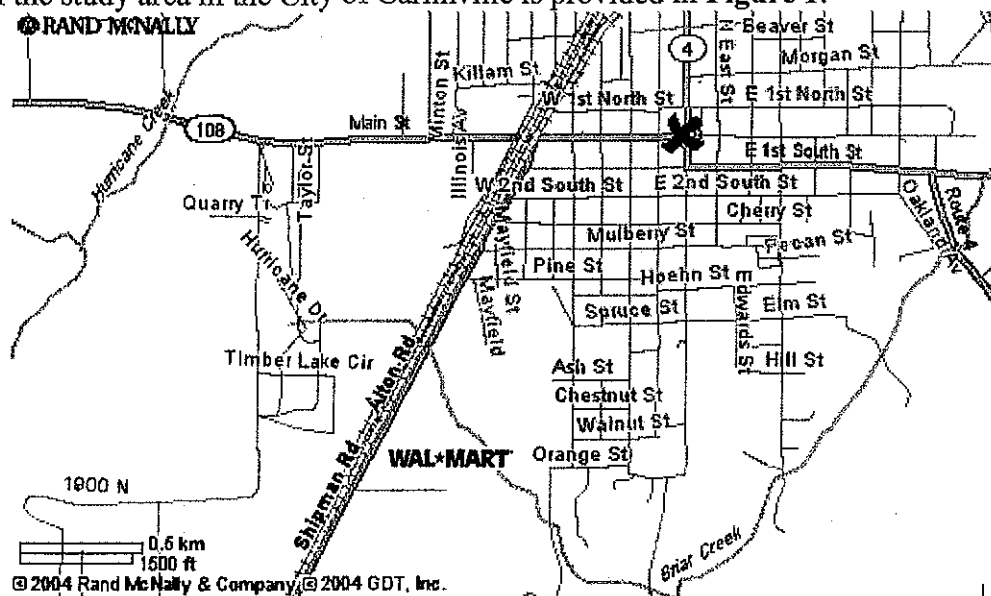 the study area in the City of Carlinville is provided in Figure 1.
RAND McNALLY
Beaver St
4
N East St
Morgan St
Killam St
Minton St
W 1st North St
E 1st North St
Main St
108
Hurricane Creek
Illinois Av
E 1st South St
Taylor St
W 2nd South St
E 2nd South St
Quarry Tr
Cherry St
Oakland Av
Route 4
Mulberry St
Pecan St
Mayfield St
Hurricane Dr
Pine St
Hoehn St
E
Mayfield
Spruce St
Elm St
Edwards St
Timber Lake Cir
Alton Rd
Ash St
Hill St
Chestnut St
Walnut St
WAL★MART
Orange St
1800 N
Shipman Rd
Briar Creek
0.5 km
1500 ft
© 2004 Rand McNally & Company © 2004 GDT, Inc.